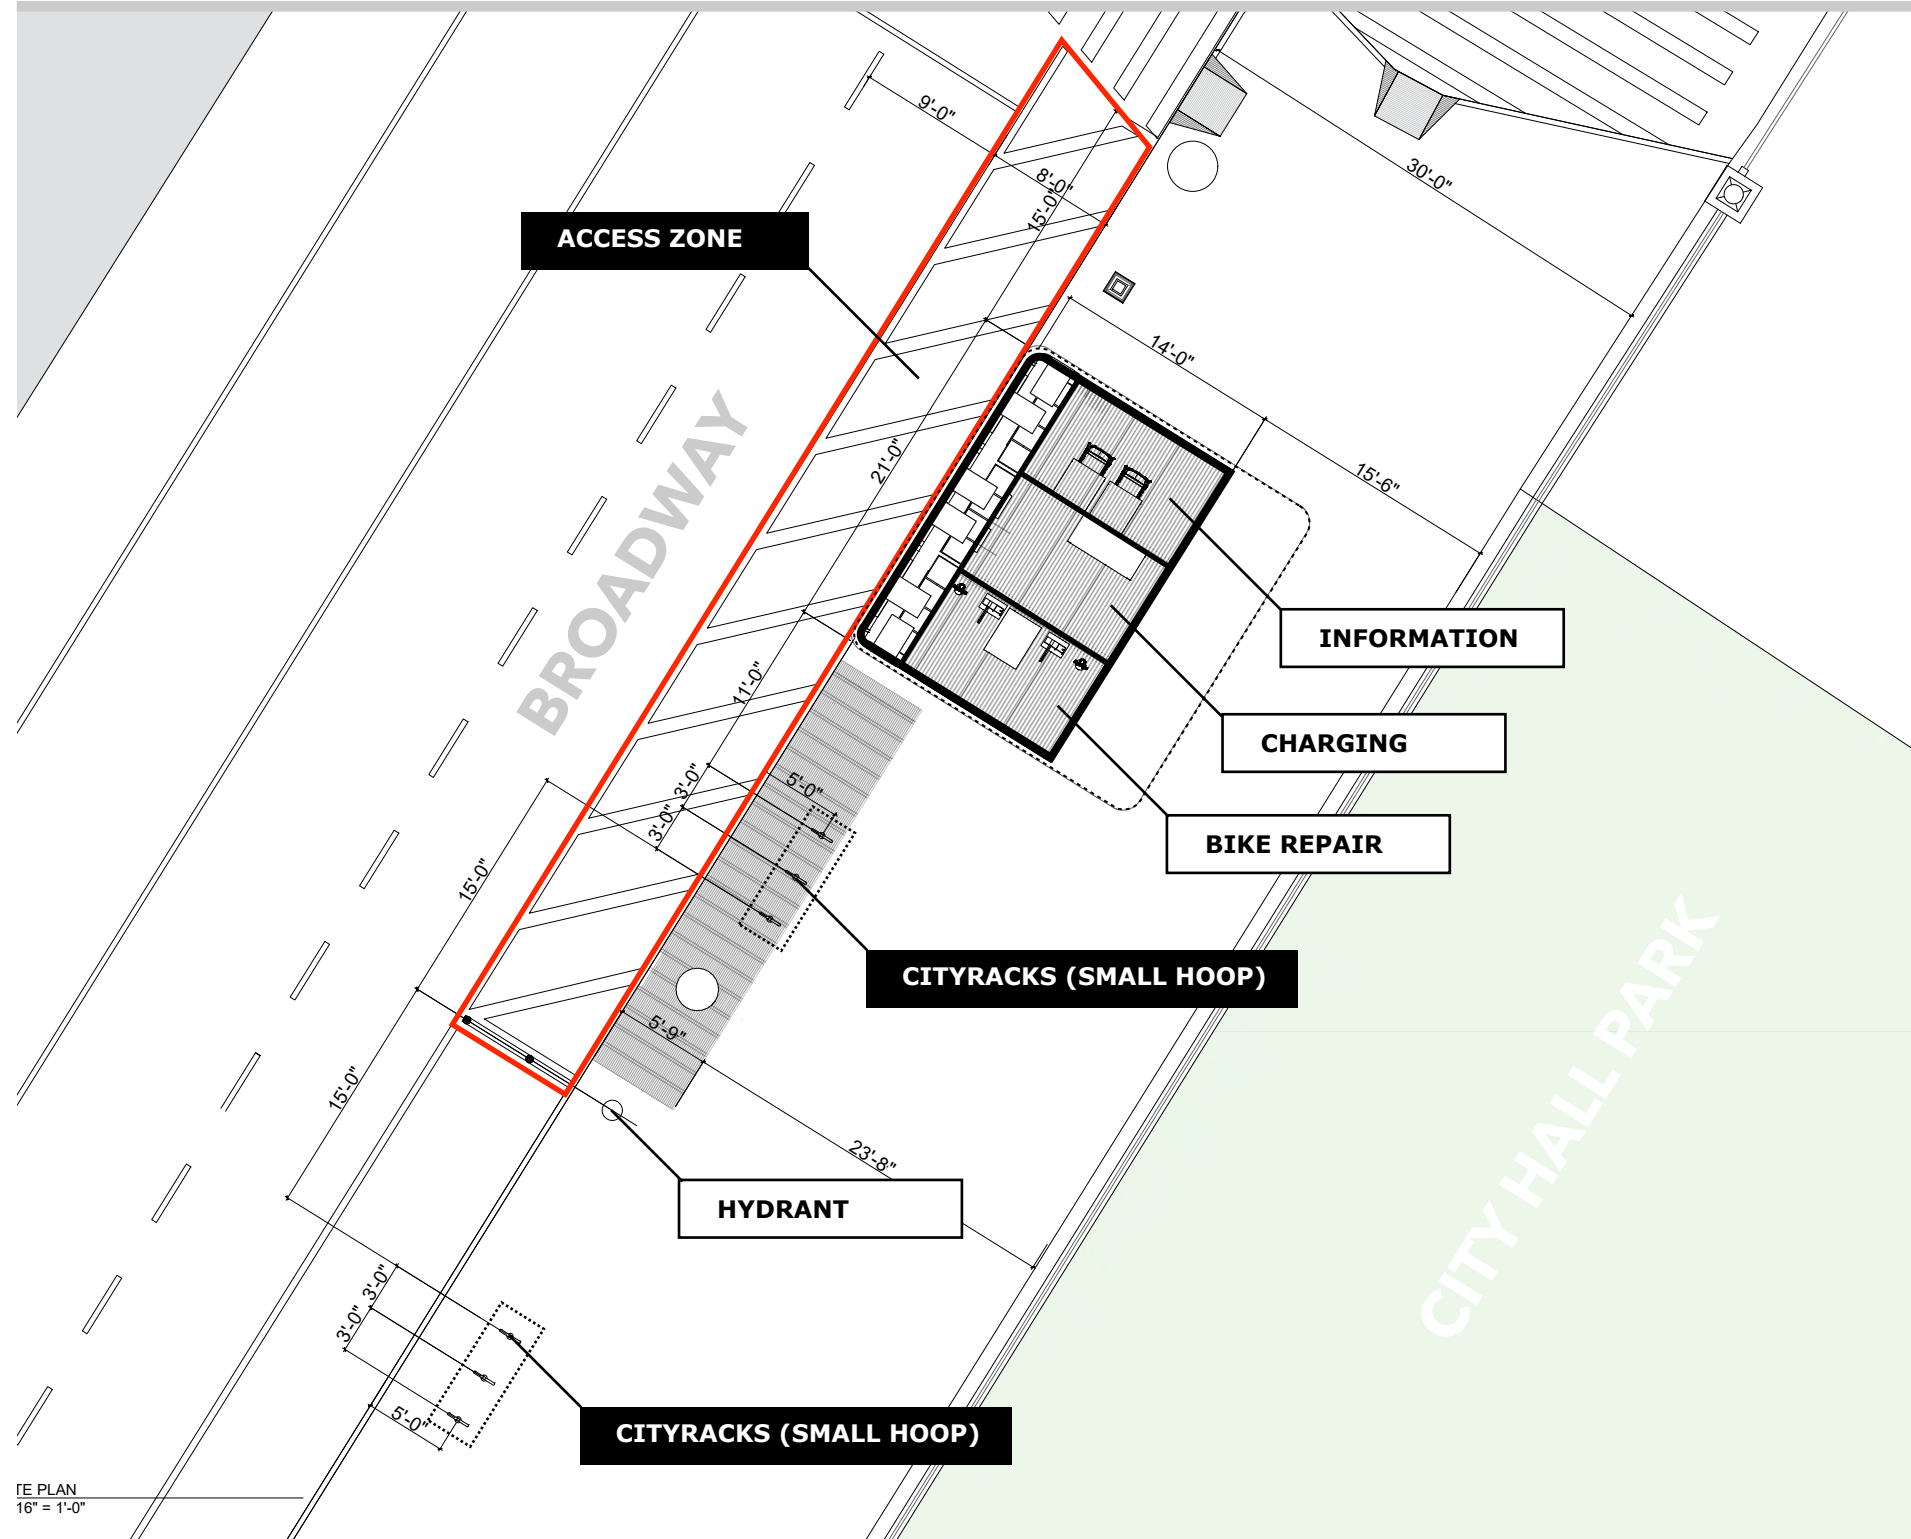 9'-0"
8'-0"
15'-0"
30'-0"
ACCESS ZONE
14'-0"
15'-6"
21'-0"
BROADWAY
INFORMATION
11'-0"
CHARGING
3'-0"
5'-0"
3'-0"
BIKE REPAIR
15'-0"
CITYRACKS (SMALL HOOP)
5'-9"
15'-0"
CITY HALL PARK
23'-8"
HYDRANT
3'-0"
3'-0"
5'-0"
CITYRACKS (SMALL HOOP)
TE PLAN
16" = 1'-0"